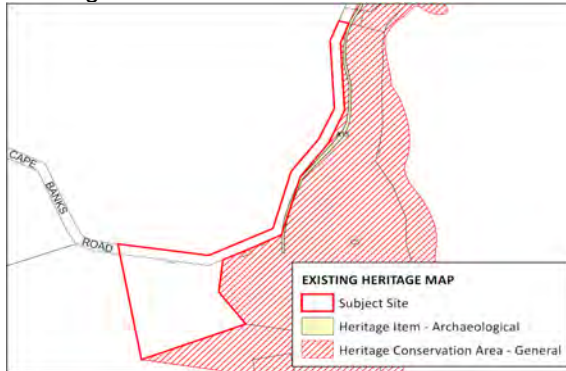 CAPE
BANKS
ROAD
EXISTING HERITAGE MAP
Subject Site
Heritage Item - Archaeological
Heritage Conservation Area - General